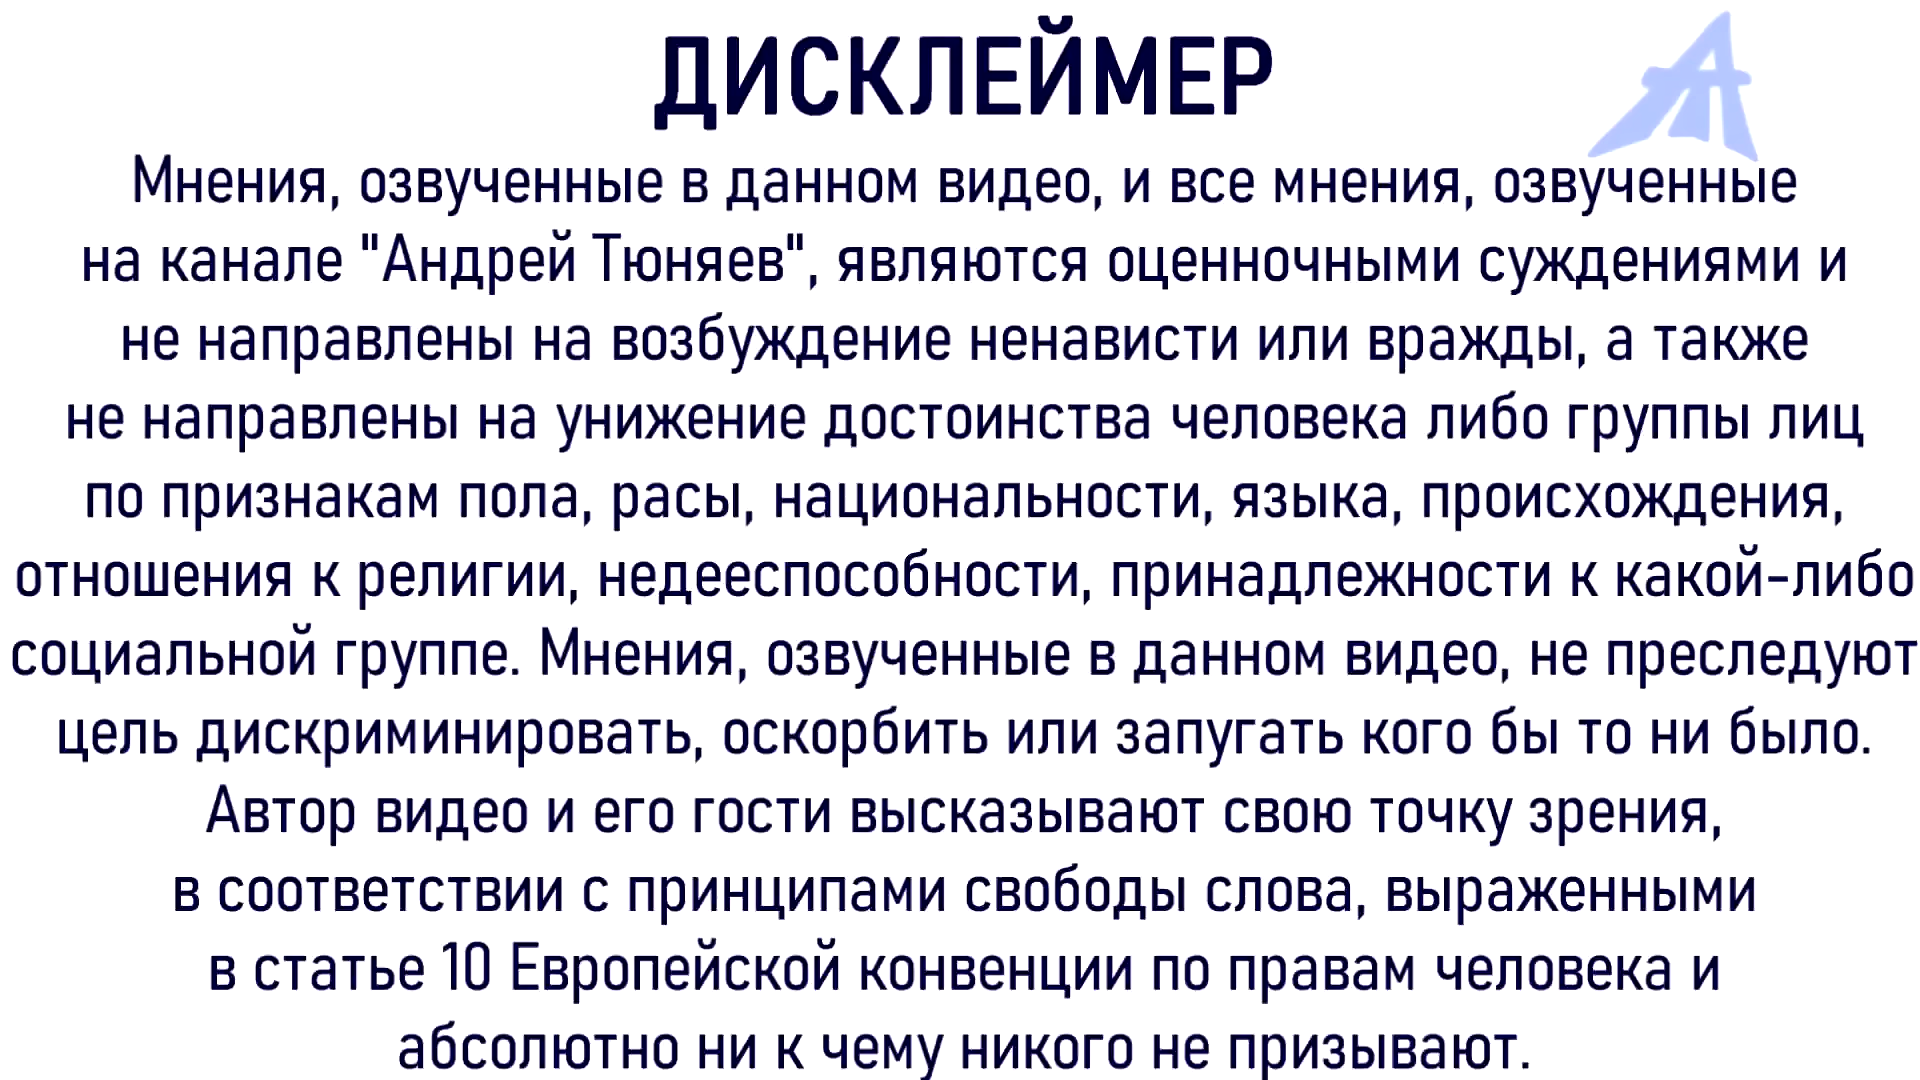 ДИСКЛЕЙМЕР
Мнения, озвученные в данном видео, и все мнения, озвученные
на канале "Андрей Тюняев", являются оценночными суждениями и
не направлены на возбуждение ненависти или вражды, а также
не направлены на унижение достоинства человека либо группы лиц
по признакам пола, расы, национальности, языка, происхождения,
отношения к религии, недееспособности, принадлежности к какой-либо
социальной группе. Мнения, озвученные в данном видео, не преследуют
цель дискриминировать, оскорбить или запугать кого бы то ни было.
Автор видео и его гости высказывают свою точку зрения,
в соответствии с принципами свободы слова, выраженными
в статье 10 Европейской конвенции по правам человека и
абсолютно ни к чему никого не призывают.